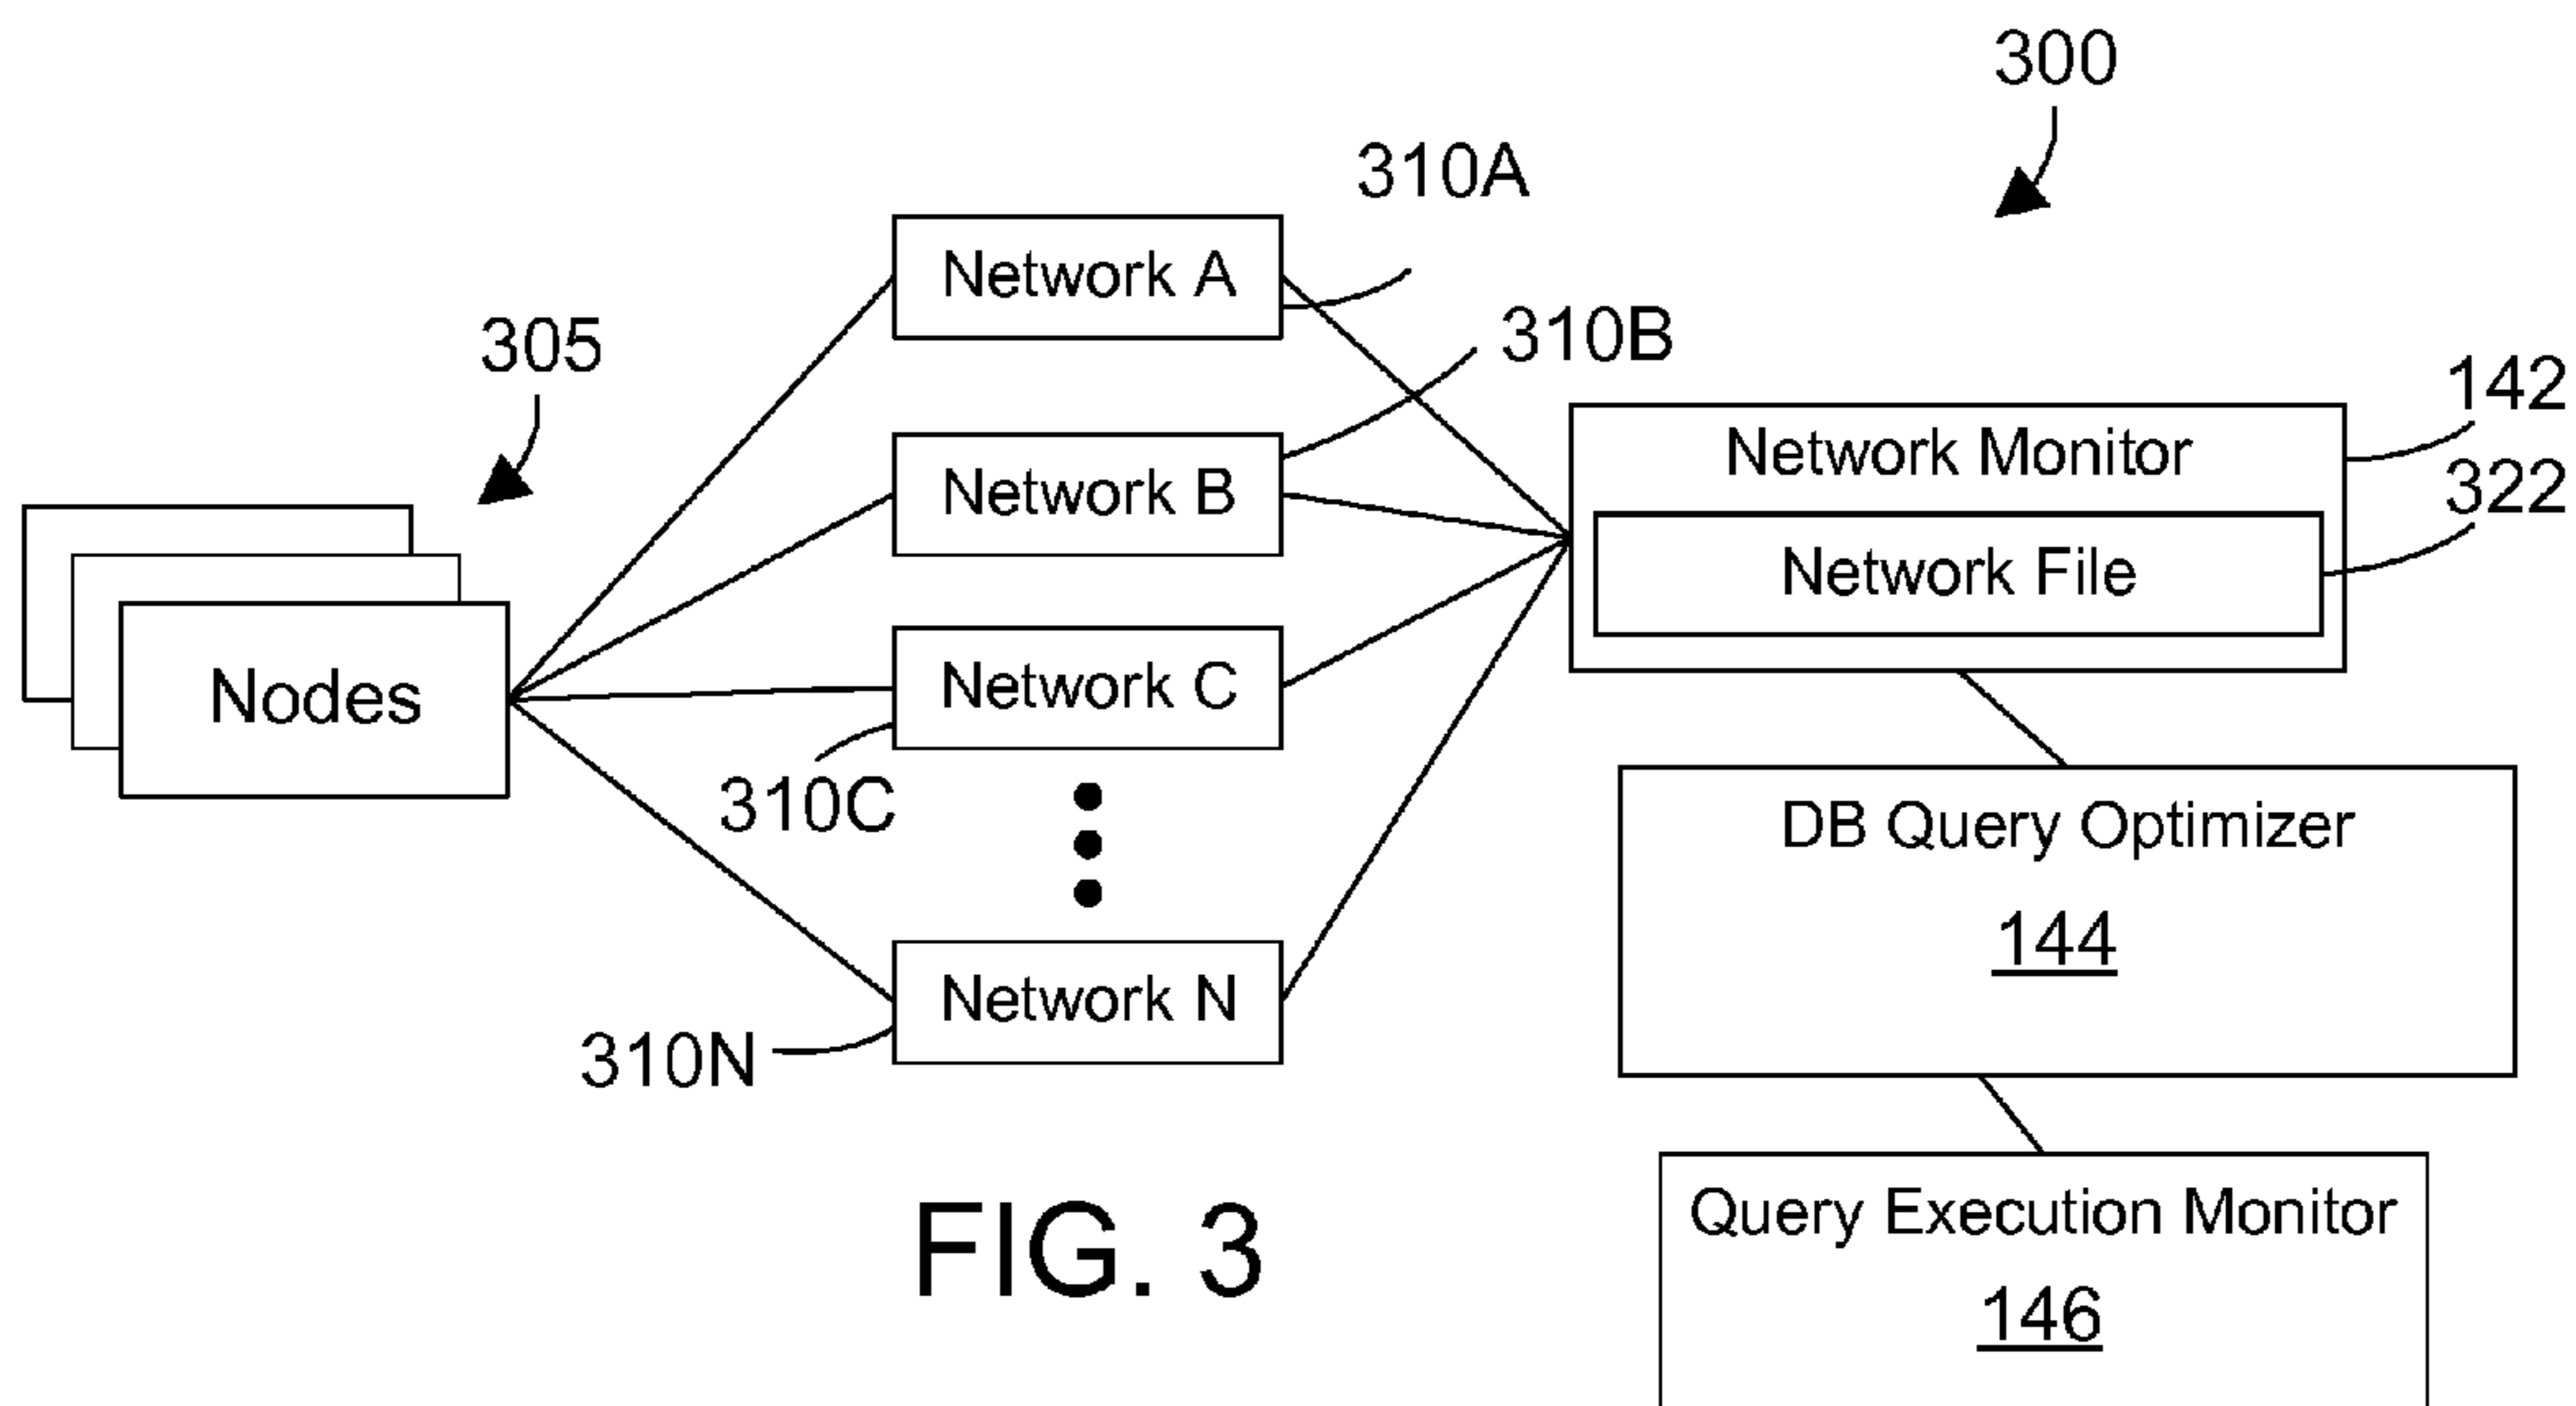 300
310A
Network A
305
310B
142
Network Monitor
322
Network B
Network File
Nodes
Network C
310C
DB Query Optimizer
144
Network N
310N
Query Execution Monitor
146
FIG. 3